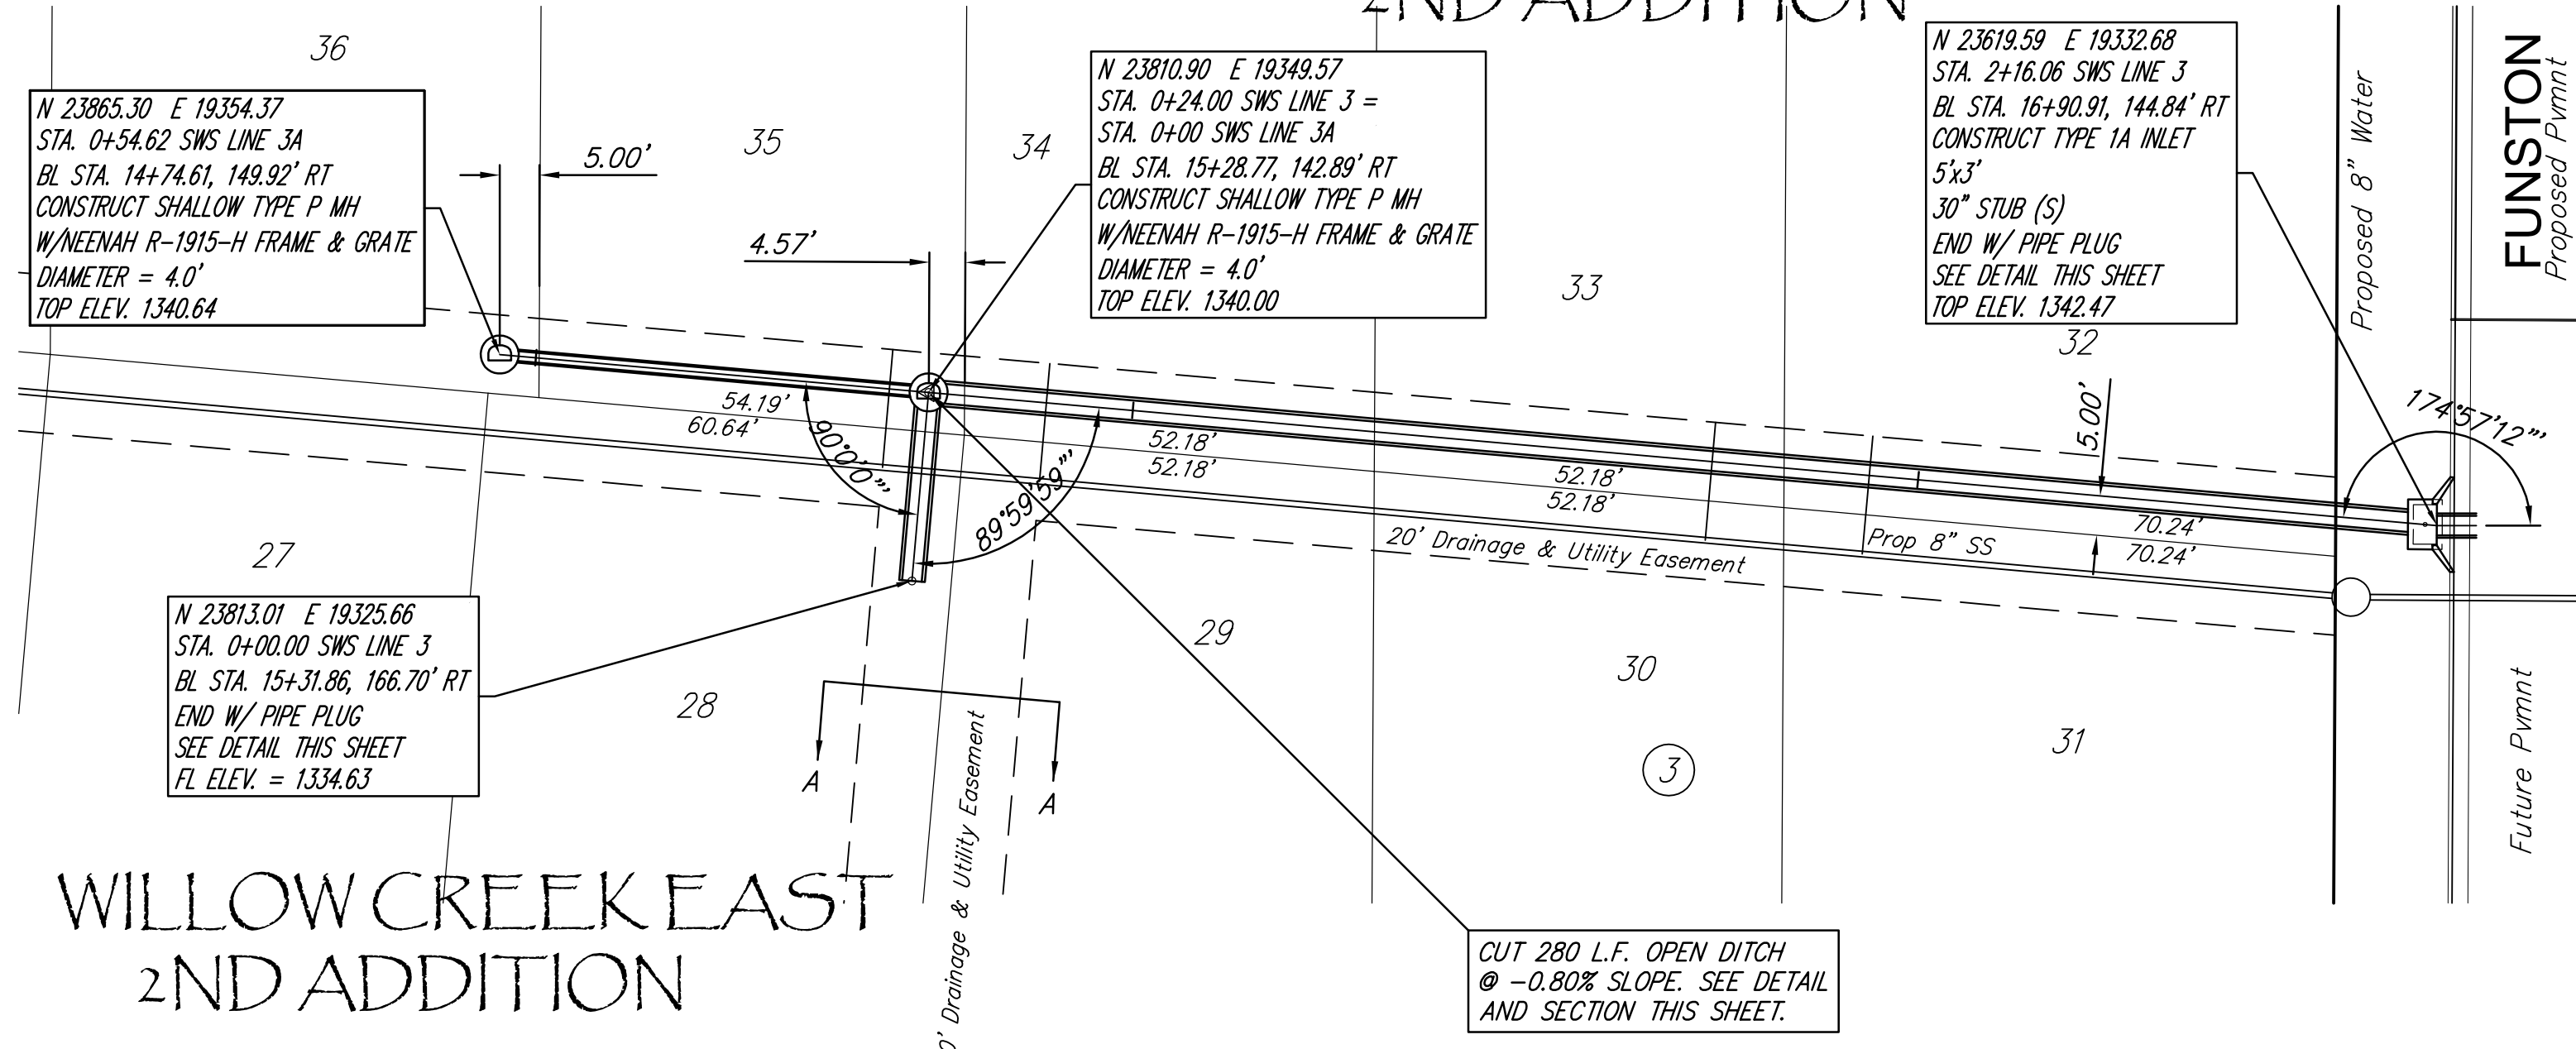 2ND ADDITION
36
N 23865.30 E 19354.37
STA. 0+54.62 SWS LINE 3A
BL STA. 14+74.61, 149.92' RT
CONSTRUCT SHALLOW TYPE P MH
W/NEENAH R-1915-H FRAME & GRATE
DIAMETER = 4.0'
TOP ELEV. 1340.64
5.00'
35
4.57'
34
N 23810.90 E 19349.57
STA. 0+24.00 SWS LINE 3 =
STA. 0+00 SWS LINE 3A
BL STA. 15+28.77, 142.89' RT
CONSTRUCT SHALLOW TYPE P MH
W/NEENAH R-1915-H FRAME & GRATE
DIAMETER = 4.0'
TOP ELEV. 1340.00
33
N 23619.59 E 19332.68
STA. 2+16.06 SWS LINE 3
BL STA. 16+90.91, 144.84' RT
CONSTRUCT TYPE 1A INLET
5'x3'
30" STUB (S)
END W/ PIPE PLUG
SEE DETAIL THIS SHEET
TOP ELEV. 1342.47
32
Proposed 8" Water
FUNSTON
Proposed Pvmnt
54.19'
60.64'
90°0'0"'
89°59'59"'
52.18'
52.18'
52.18'
52.18'
5.00'
174°57'12"'
70.24'
70.24'
20' Drainage & Utility Easement
Prop 8" SS
27
N 23813.01 E 19325.66
STA. 0+00.00 SWS LINE 3
BL STA. 15+31.86, 166.70' RT
END W/ PIPE PLUG
SEE DETAIL THIS SHEET
FL ELEV. = 1334.63
28
29
30
31
3
A
A
0' Drainage & Utility Easement
Future Pvmnt
WILLOW CREEK EAST
2ND ADDITION
CUT 280 L.F. OPEN DITCH
@ -0.80% SLOPE. SEE DETAIL
AND SECTION THIS SHEET.